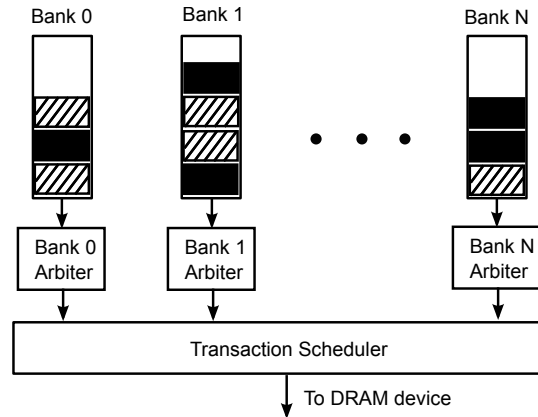 Bank 0
Bank 1
Bank N
Bank 0
Arbiter
Bank 1
Arbiter
Bank N
Arbiter
Transaction Scheduler
To DRAM device